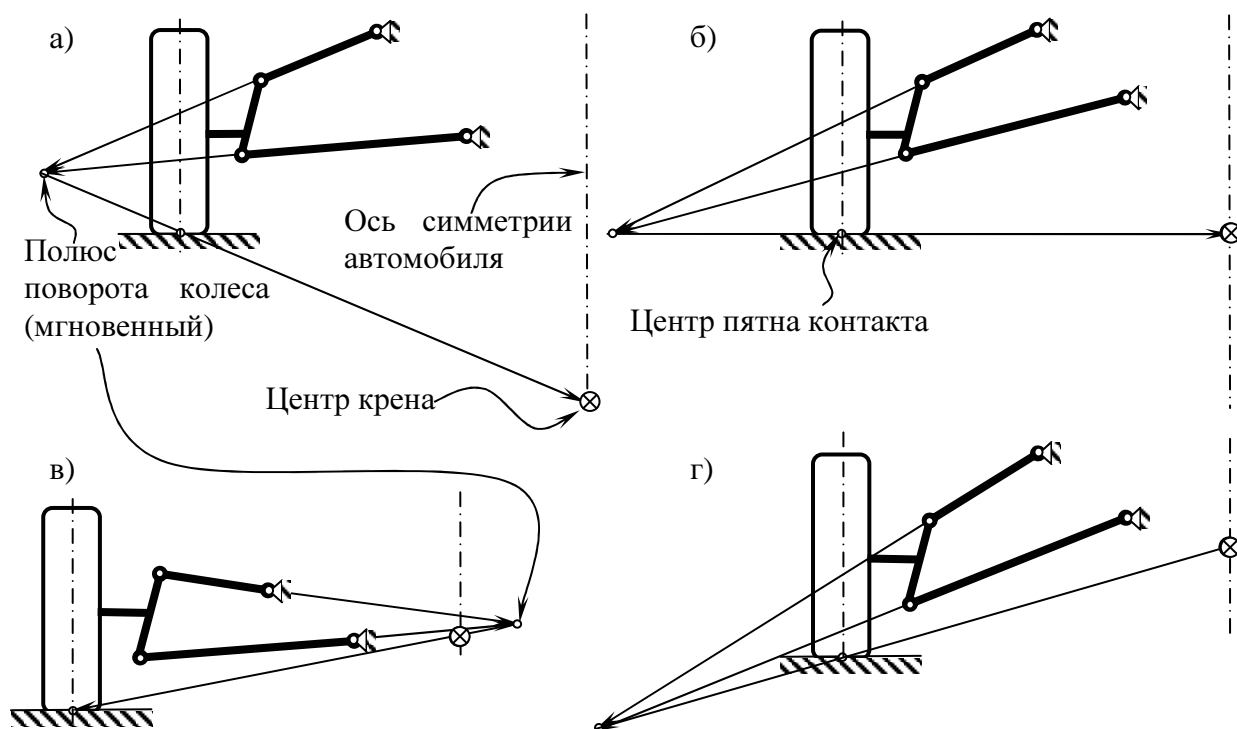 а)
б)
Ось симметрии
автомобиля
Полюс
поворота колеса
(мгновенный)
Центр пятна контакта
Центр крена
в)
г)